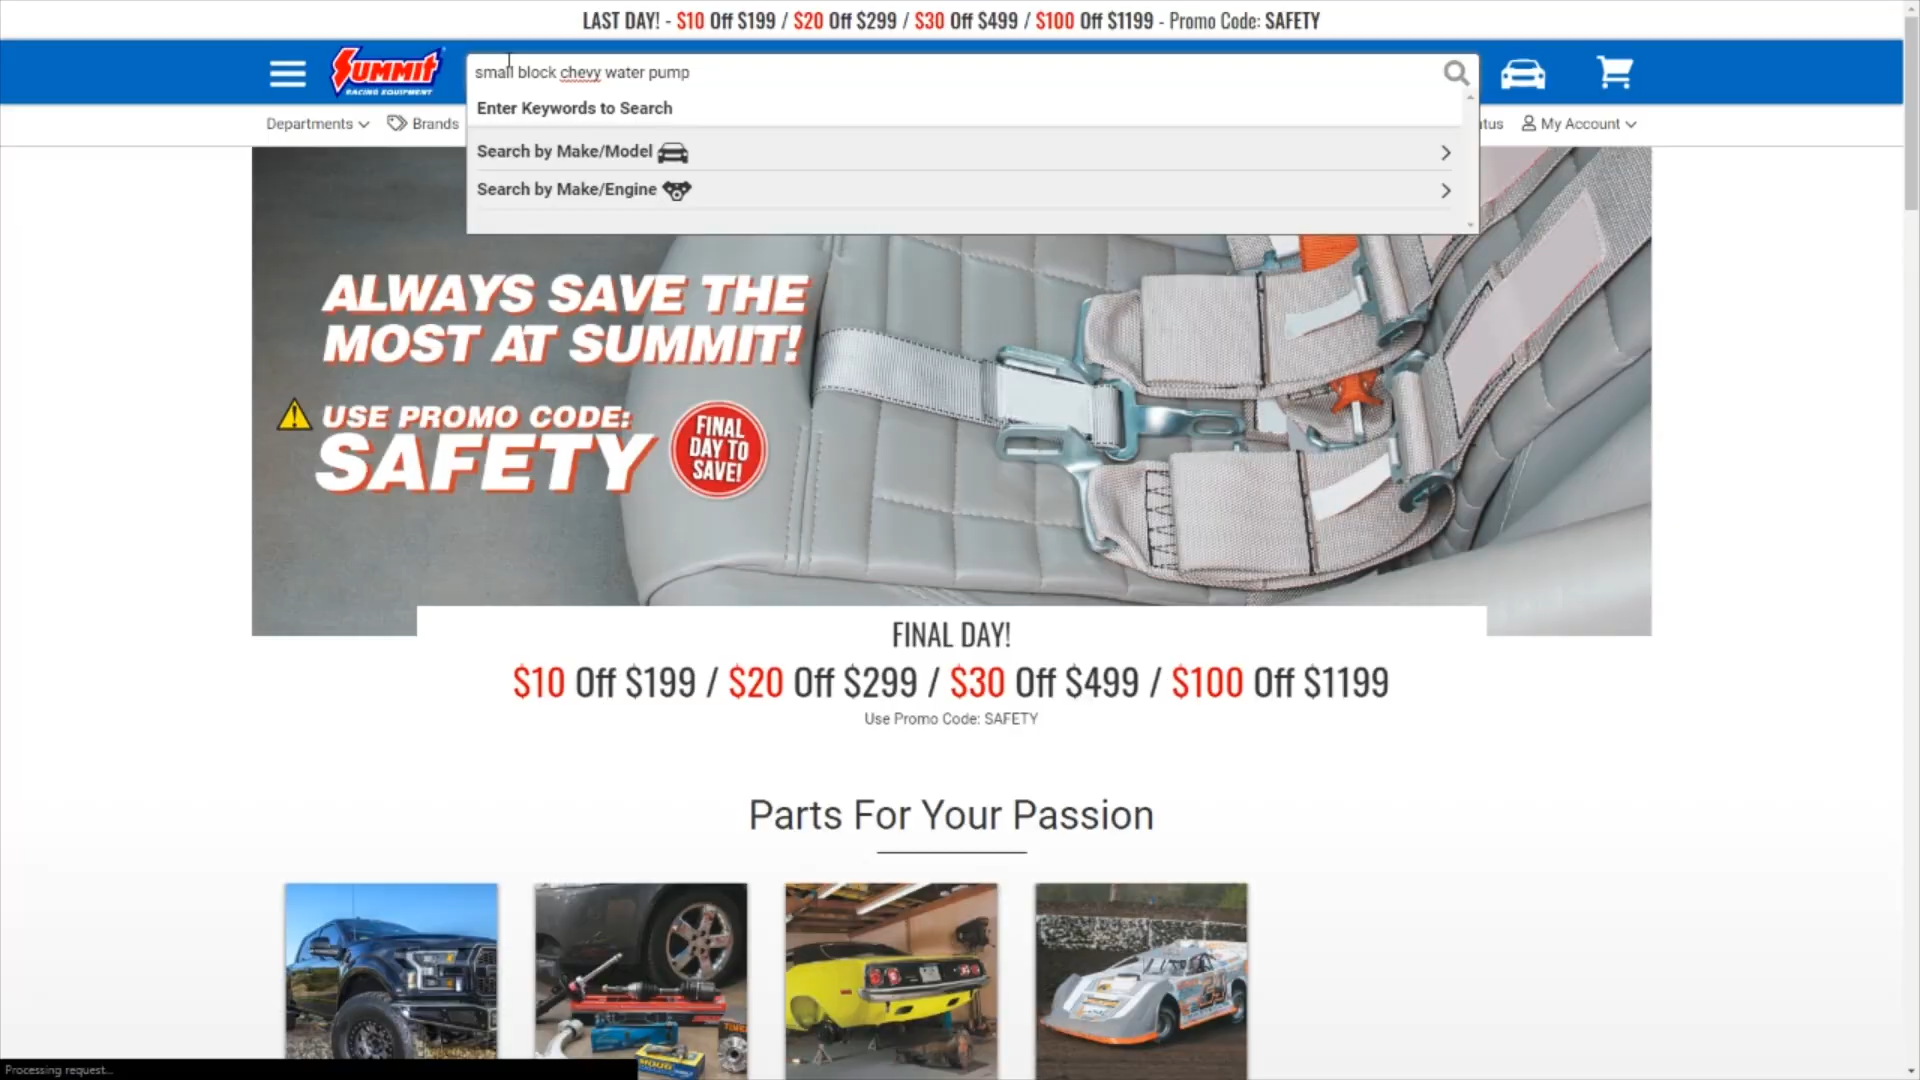 LAST DAY! - $10 Off $199 / $20 Off $299 / $30 Off $499 / $100 Off $1199 - Promo Code: SAFETY
SUMMIT
RACING EQUIPMENT
small block chevy water pump
Enter Keywords to Search
Departments
Brands
Search by Make/Model
Search by Make/Engine
My Account
ALWAYS SAVE THE
MOST AT SUMMIT!
USE PROMO CODE:
SAFETY
FINAL
DAY TO
SAVE!
FINAL DAY!
$10 Off $199 / $20 Off $299 / $30 Off $499 / $100 Off $1199
Use Promo Code: SAFETY
Parts For Your Passion
MOOG
Processing request...